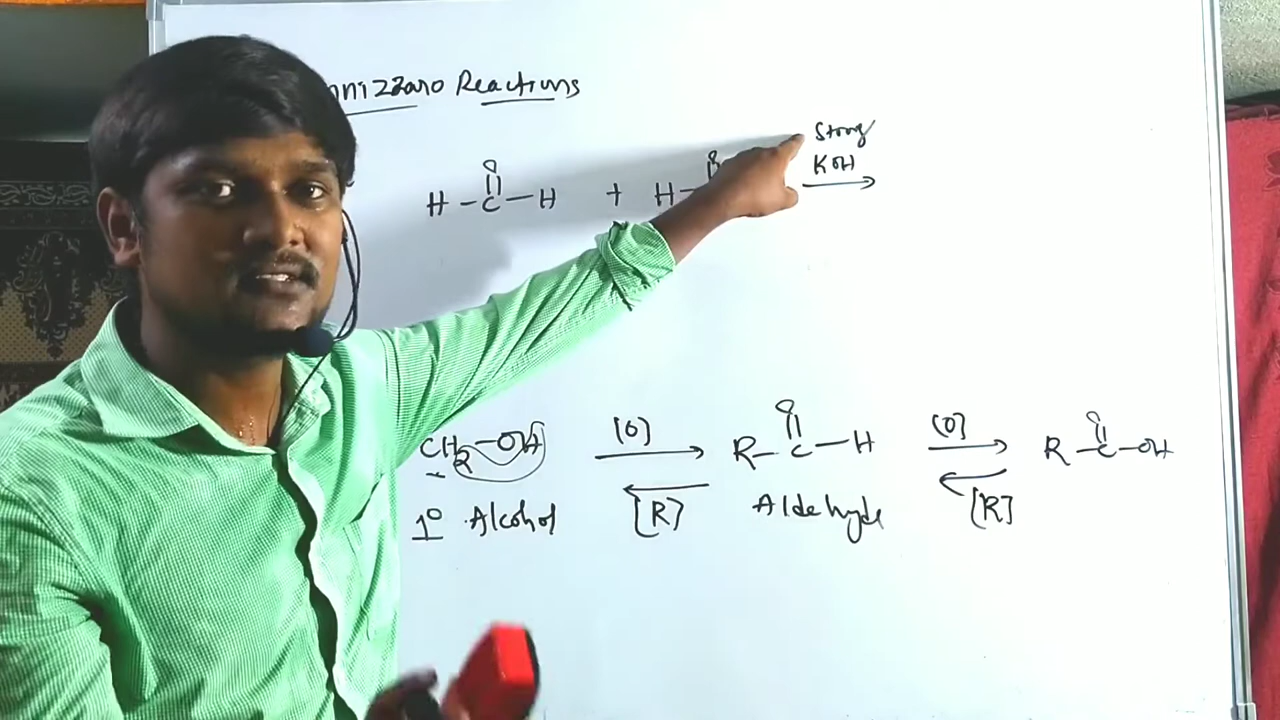 nnizzaro Reactions
Strong
O O KOH
H - C - H + H -
O O
CH2 - OH [O] R - C - H [O] R - C - OH
1° Alcohol [R] Aldehyde [R]